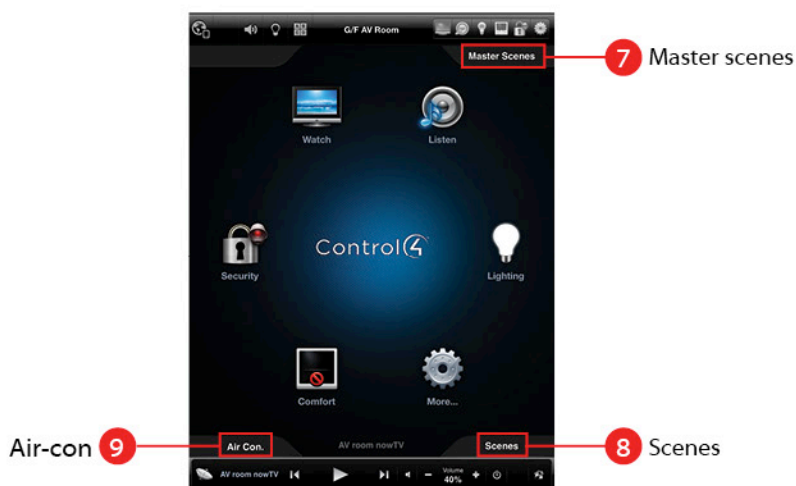 G/F AV Room
Master Scenes
7 Master scenes
Watch
Listen
Control4
Security
Lighting
Comfort
More...
Air-con 9
Air Con.
AV room nowTV
Scenes
8 Scenes
AV room nowTV
Volume
40%